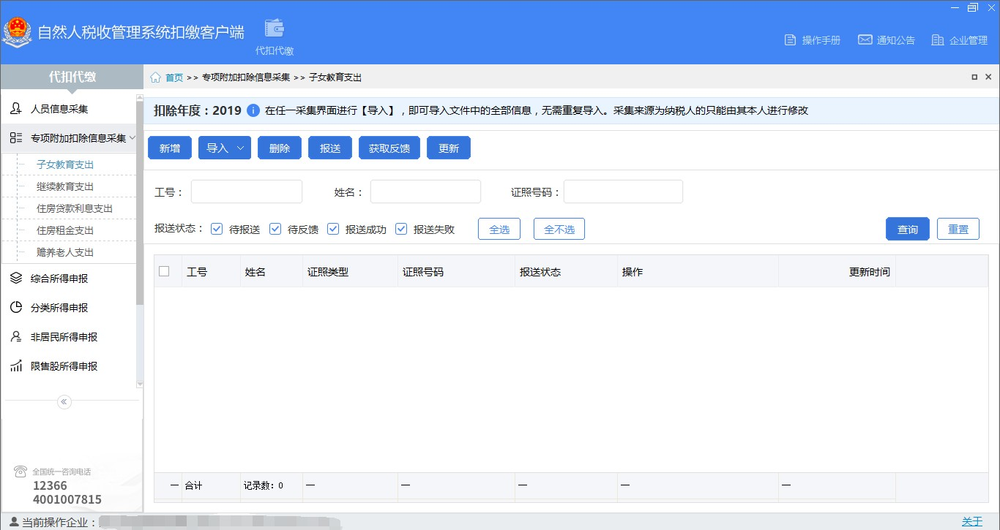 自然人税收管理系统扣缴客户端
代扣代缴
操作手册
通知公告
企业管理
代扣代缴
首页 >> 专项附加扣除信息采集 >> 子女教育支出
人员信息采集
专项附加扣除信息采集
子女教育支出
继续教育支出
住房贷款利息支出
住房租金支出
赡养老人支出
综合所得申报
分类所得申报
非居民所得申报
限售股所得申报
全国统一咨询电话
12366
4001007815
扣除年度：2019 在任一采集界面进行【导入】，即可导入文件中的全部信息，无需重复导入。采集来源为纳税人的只能由其本人进行修改
新增 导入 删除 报送 获取反馈 更新
工号： 姓名： 证照号码：
报送状态： 待报送 待反馈 报送成功 报送失败 全选 全不选 查询 重置
工号 姓名 证照类型 证照号码 报送状态 操作 更新时间
— 合计 记录数：0 — — — — —
当前操作企业：
关于